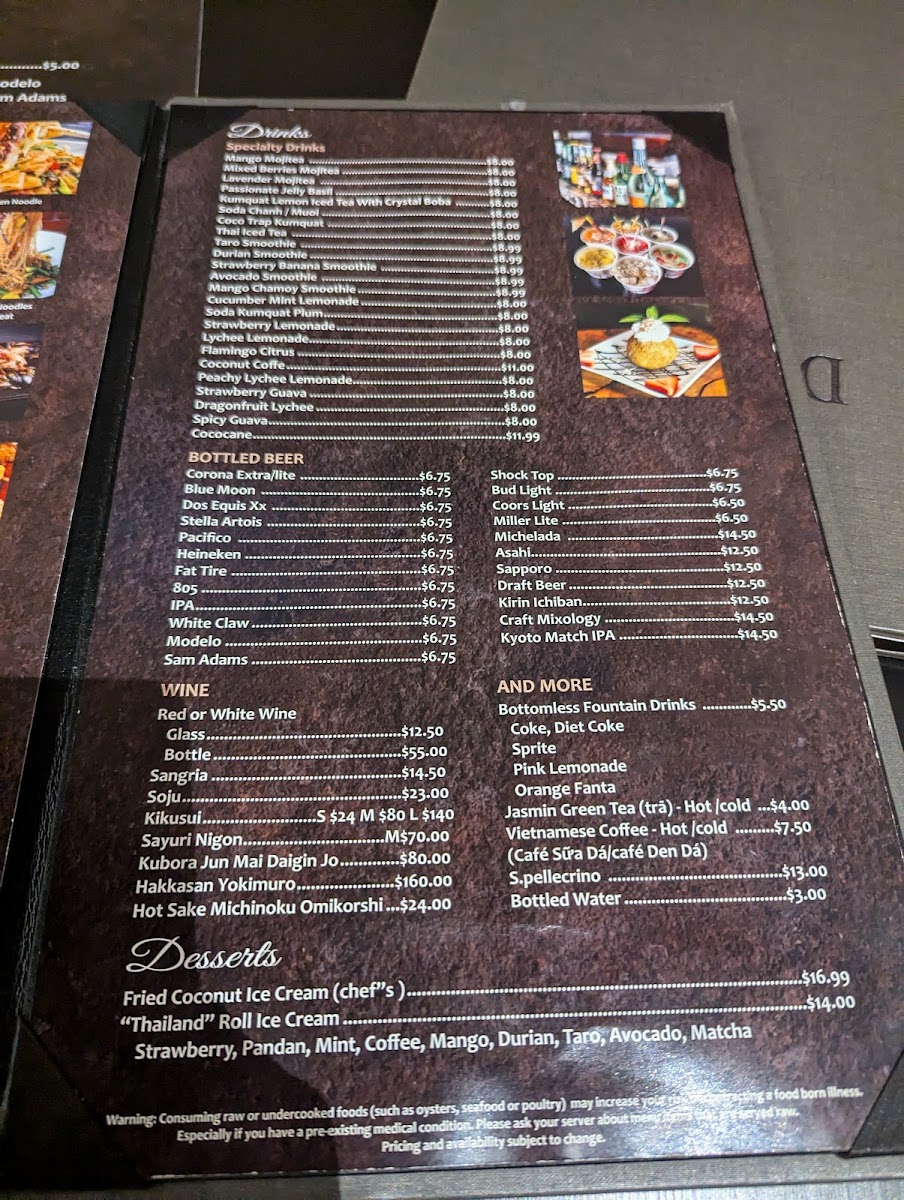 ...........$5.00
odelo
m Adams
en Noodle
Noodles
eat
D
Drinks
Specialty Drinks
Mango Mojitea ..........$8.00
Mixed Berries Mojitea ..........$8.00
Lavender Mojitea ..........$8.00
Passionate Jelly Basil ..........$8.00
Kumquat Lemon Iced Tea With Crystal Boba ..........$8.00
Soda Chanh / Muoi ..........$8.00
Coco Trap Kumquat ..........$8.00
Thai Iced Tea ..........$8.00
Taro Smoothie ..........$8.99
Durian Smoothie ..........$8.99
Strawberry Banana Smoothie ..........$8.99
Avocado Smoothie ..........$8.99
Mango Chamoy Smoothie ..........$8.99
Cucumber Mint Lemonade ..........$8.00
Soda Kumquat Plum..........$8.00
Strawberry Lemonade ..........$8.00
Lychee Lemonade..........$8.00
Flamingo Citrus ..........$8.00
Coconut Coffe ..........$11.00
Peachy Lychee Lemonade..........$8.00
Strawberry Guava ..........$8.00
Dragonfruit Lychee ..........$8.00
Spicy Guava..........$8.00
Cococane..........$11.99
BOTTLED BEER
Corona Extra/lite ..........$6.75
Blue Moon ..........$6.75
Dos Equis Xx ..........$6.75
Stella Artois ..........$6.75
Pacifico ..........$6.75
Heineken ..........$6.75
Fat Tire ..........$6.75
805 ..........$6.75
IPA..........$6.75
White Claw ..........$6.75
Modelo ..........$6.75
Sam Adams ..........$6.75
Shock Top ..........$6.75
Bud Light ..........$6.75
Coors Light ..........$6.50
Miller Lite ..........$6.50
Michelada ..........$14.50
Asahi..........$12.50
Sapporo ..........$12.50
Draft Beer ..........$12.50
Kirin Ichiban..........$12.50
Craft Mixology ..........$14.50
Kyoto Match IPA ..........$14.50
WINE
Red or White Wine
Glass..........$12.50
Bottle..........$55.00
Sangria ..........$14.50
Soju..........$23.00
Kikusui..........S $24 M $80 L $140
Sayuri Nigon..........M$70.00
Kubora Jun Mai Daigin Jo..........$80.00
Hakkasan Yokimuro..........$160.00
Hot Sake Michinoku Omikorshi ...$24.00
AND MORE
Bottomless Fountain Drinks ..........$5.50
Coke, Diet Coke
Sprite
Pink Lemonade
Orange Fanta
Jasmin Green Tea (trā) - Hot /cold ...$4.00
Vietnamese Coffee - Hot /cold .........$7.50
(Café Sữa Dá/café Den Dá)
S.pellecrino ..........$13.00
Bottled Water..........$3.00
Desserts
Fried Coconut Ice Cream (chef"s )..........$16.99
"Thailand" Roll Ice Cream ..........$14.00
Strawberry, Pandan, Mint, Coffee, Mango, Durian, Taro, Avocado, Matcha
Warning: Consuming raw or undercooked foods (such as oysters, seafood or poultry) may increase your risk a food born illness.
Especially if you have a pre-existing medical condition. Please ask your server about menu items that are served raw.
Pricing and availability subject to change.